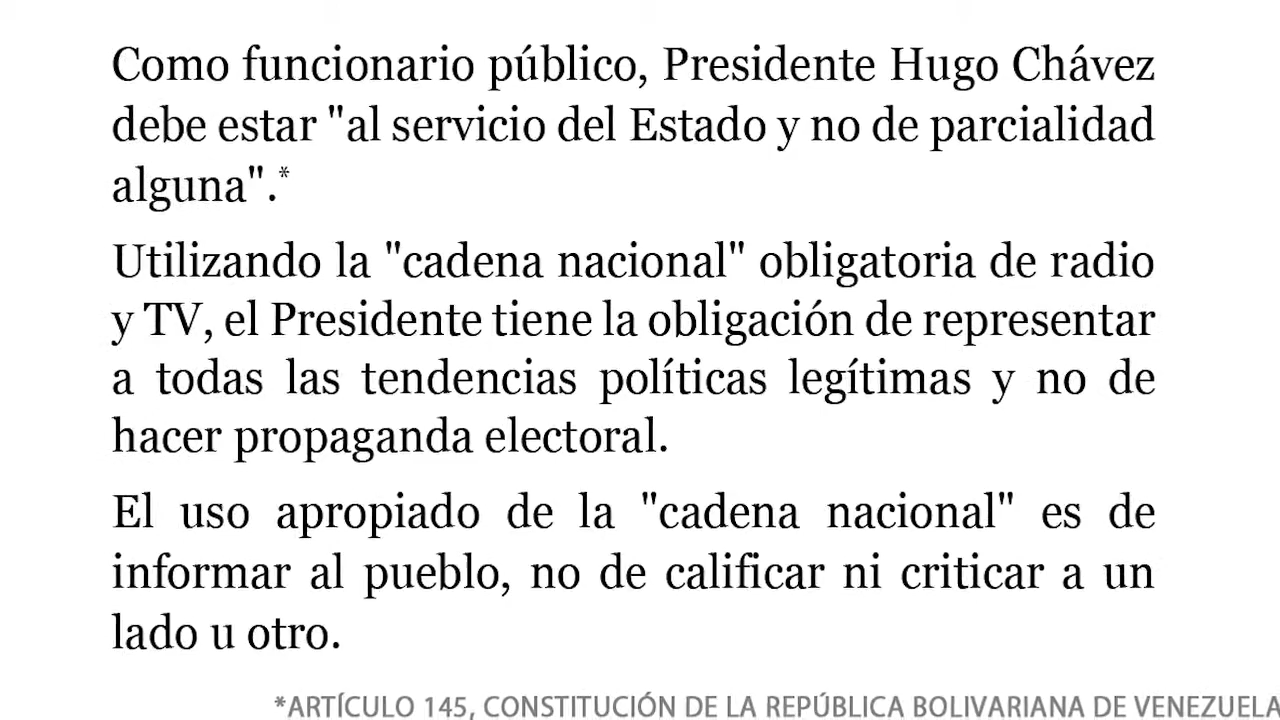 Como funcionario público, Presidente Hugo Chávez
debe estar "al servicio del Estado y no de parcialidad
alguna".*
Utilizando la "cadena nacional" obligatoria de radio
y TV, el Presidente tiene la obligación de representar
a todas las tendencias políticas legítimas y no de
hacer propaganda electoral.
El uso apropiado de la "cadena nacional" es de
informar al pueblo, no de calificar ni criticar a un
lado u otro.
*ARTÍCULO 145, CONSTITUCIÓN DE LA REPÚBLICA BOLIVARIANA DE VENEZUELA